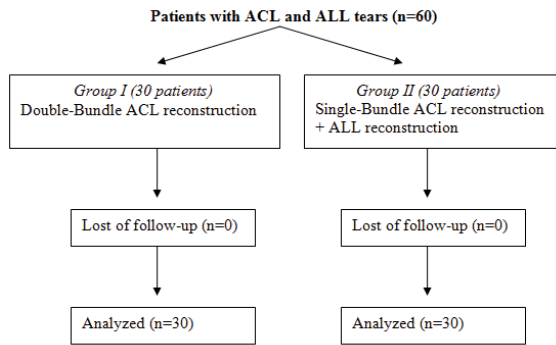 Patients with ACL and ALL tears (n=60)
Group I (30 patients)
Double-Bundle ACL reconstruction
Group II (30 patients)
Single-Bundle ACL reconstruction
+ ALL reconstruction
Lost of follow-up (n=0)
Lost of follow-up (n=0)
Analyzed (n=30)
Analyzed (n=30)